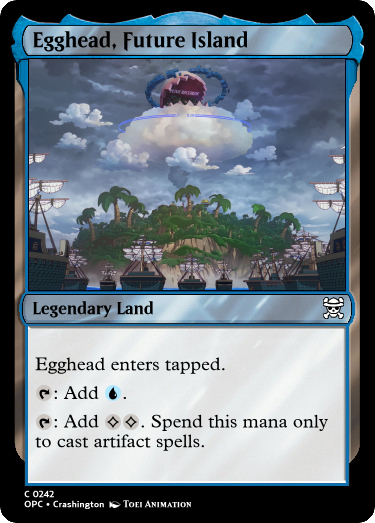 Egghead, Future Island
Legendary Land
Egghead enters tapped.
: Add .
: Add . Spend this mana only
to cast artifact spells.
C 0242
OPC • Crashington TOEI ANIMATION